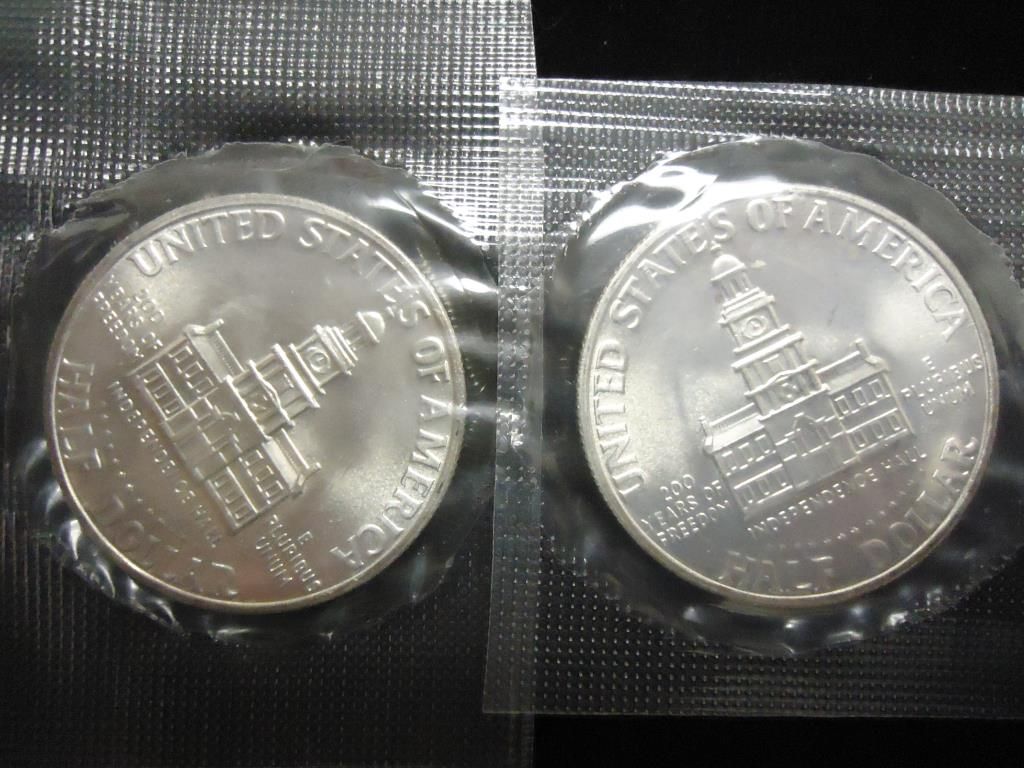 UNITED STATES OF AMERICA
200
YEARS OF
FREEDOM
INDEPENDENCE HALL
E
PLURIBUS
UNUM
HALF DOLLAR
UNITED STATES OF AMERICA
200
YEARS OF
FREEDOM
INDEPENDENCE HALL
E
PLURIBUS
UNUM
HALF DOLLAR